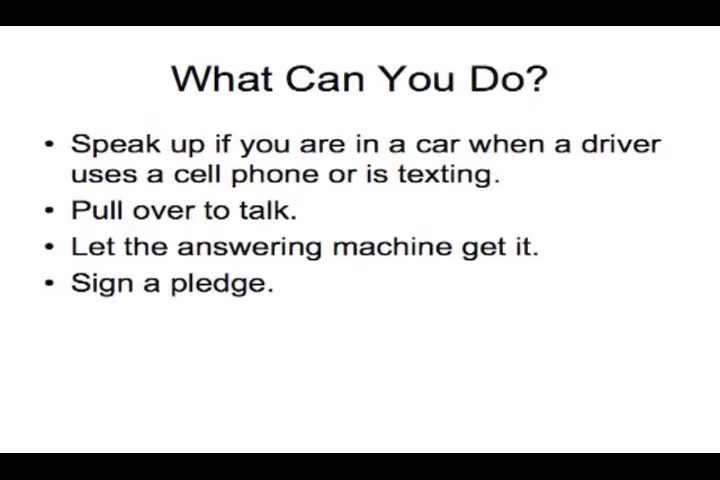 What Can You Do?
• Speak up if you are in a car when a driver
uses a cell phone or is texting.
• Pull over to talk.
• Let the answering machine get it.
• Sign a pledge.